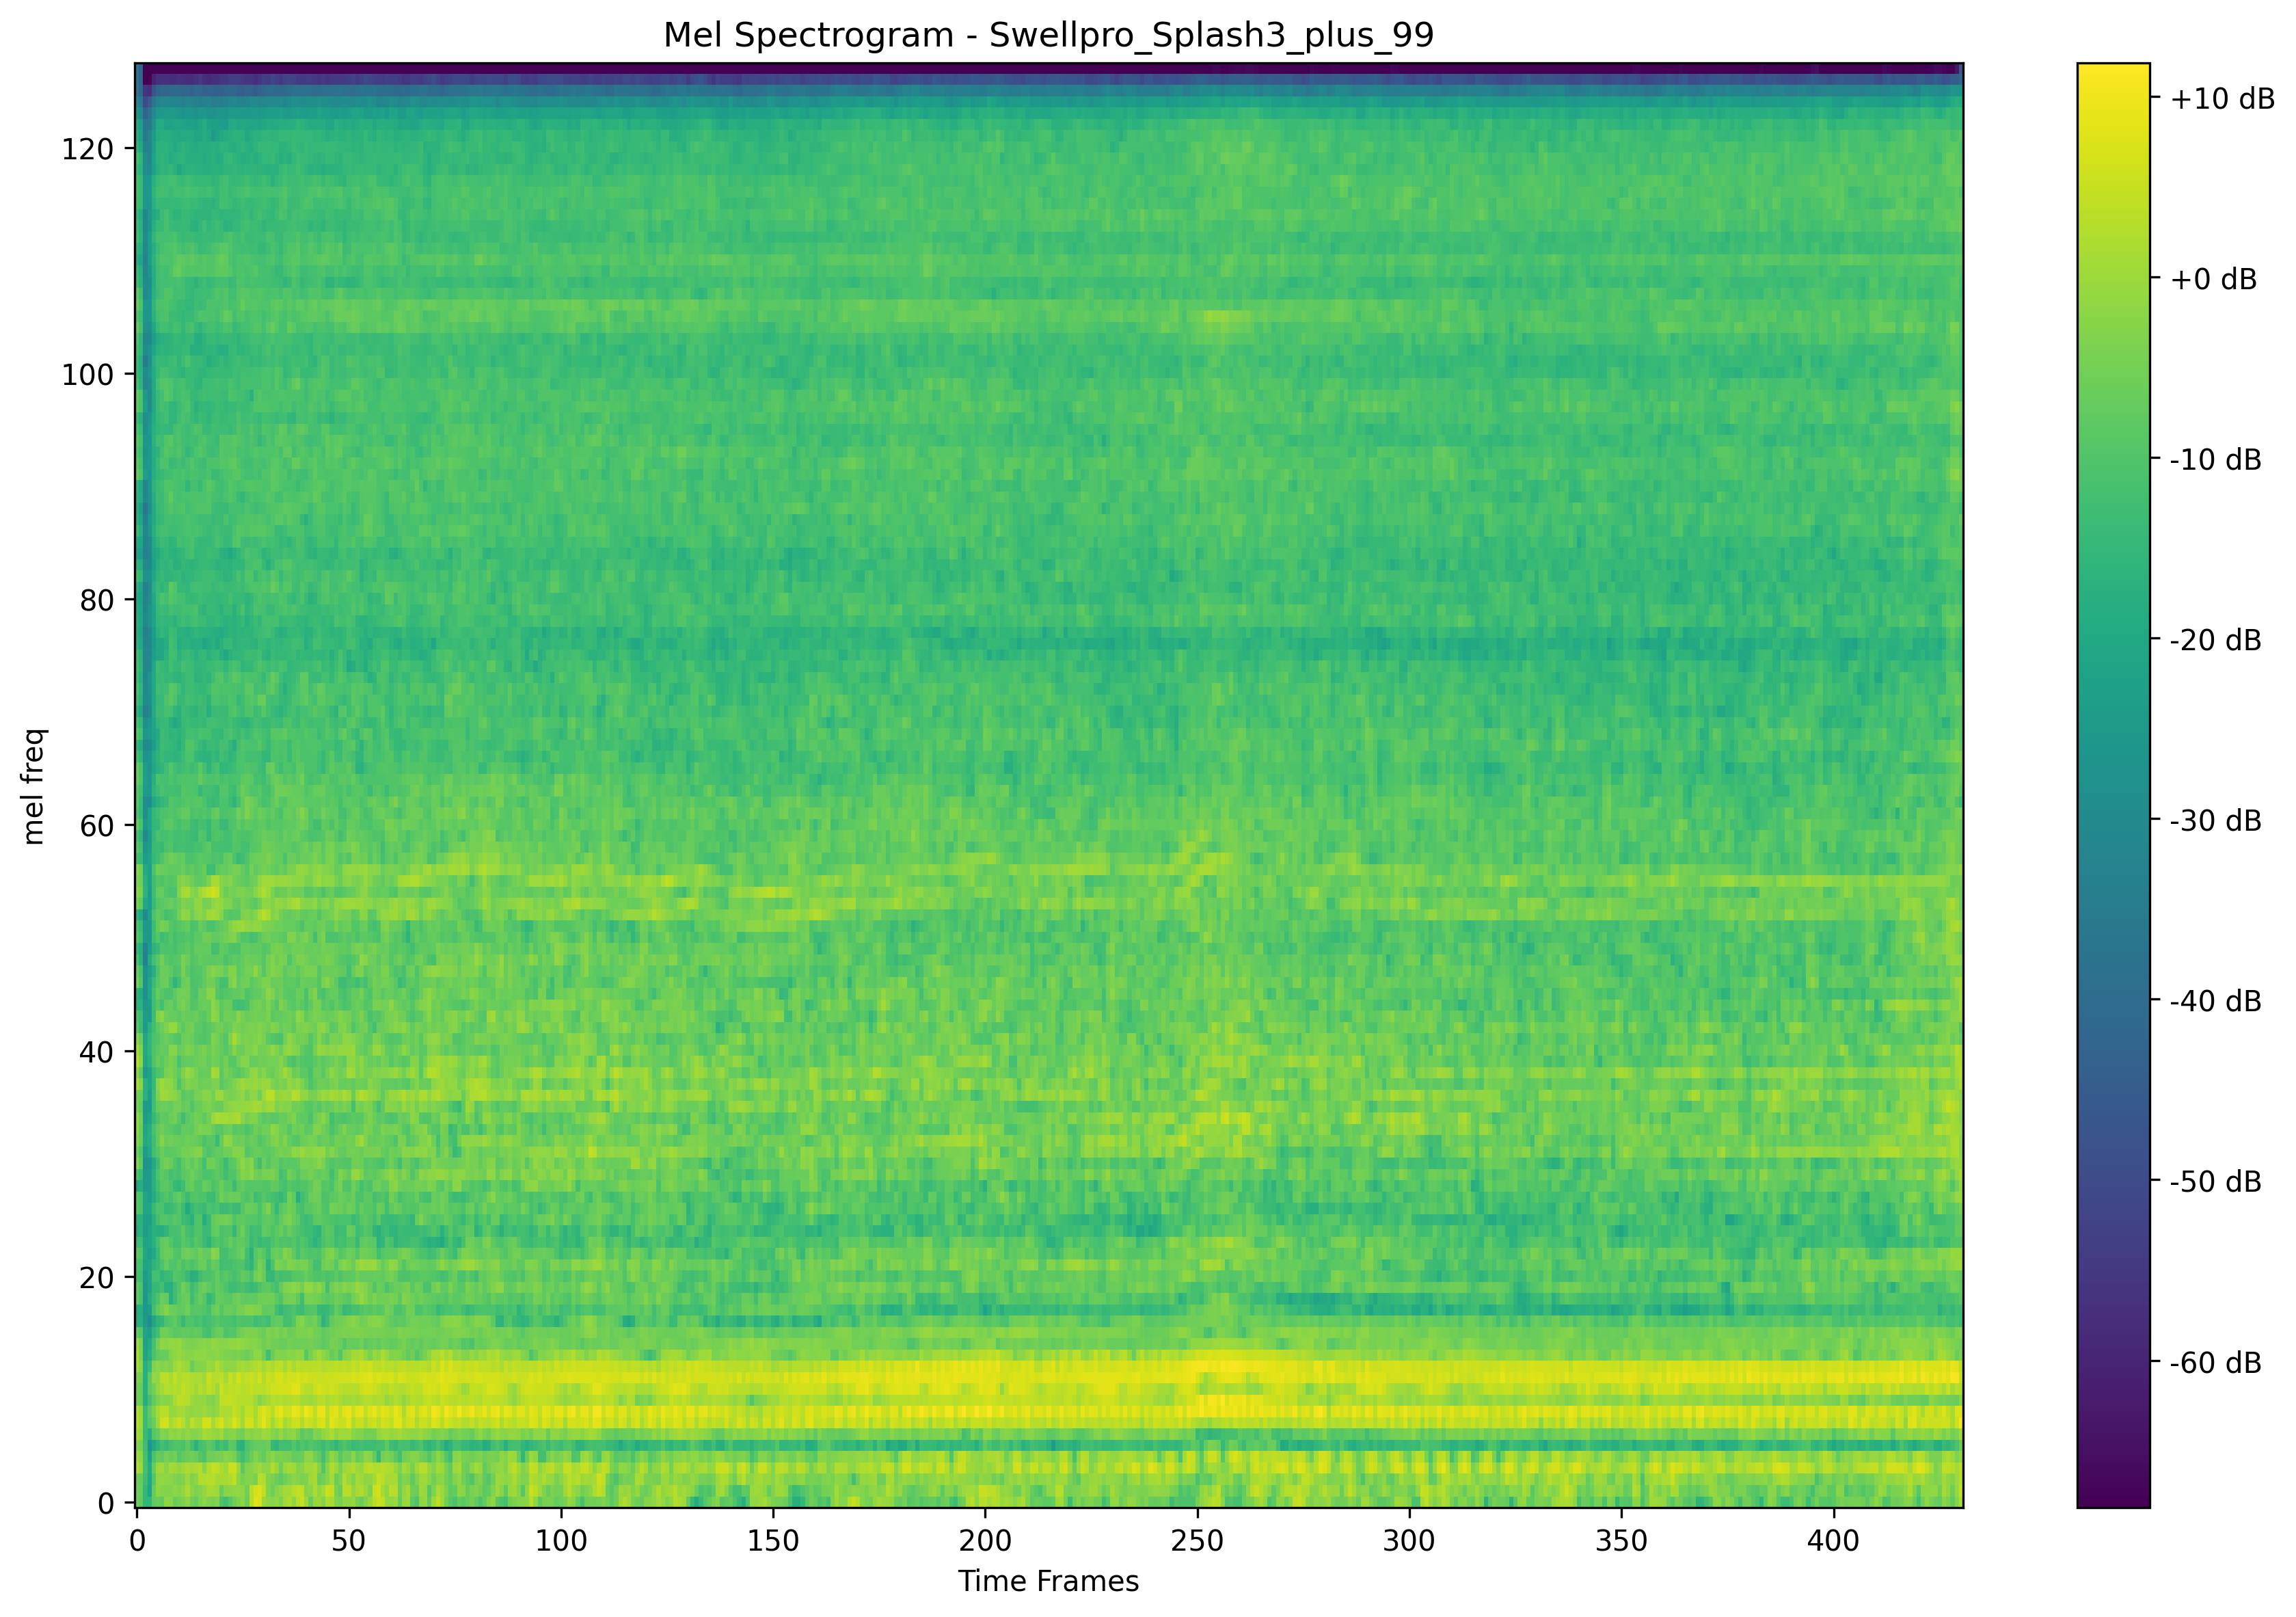 Mel Spectrogram - Swellpro_Splash3_plus_99
mel freq
120
100
80
60
40
20
0
0 50 100 150 200 250 300 350 400
Time Frames
+10 dB
+0 dB
-10 dB
-20 dB
-30 dB
-40 dB
-50 dB
-60 dB